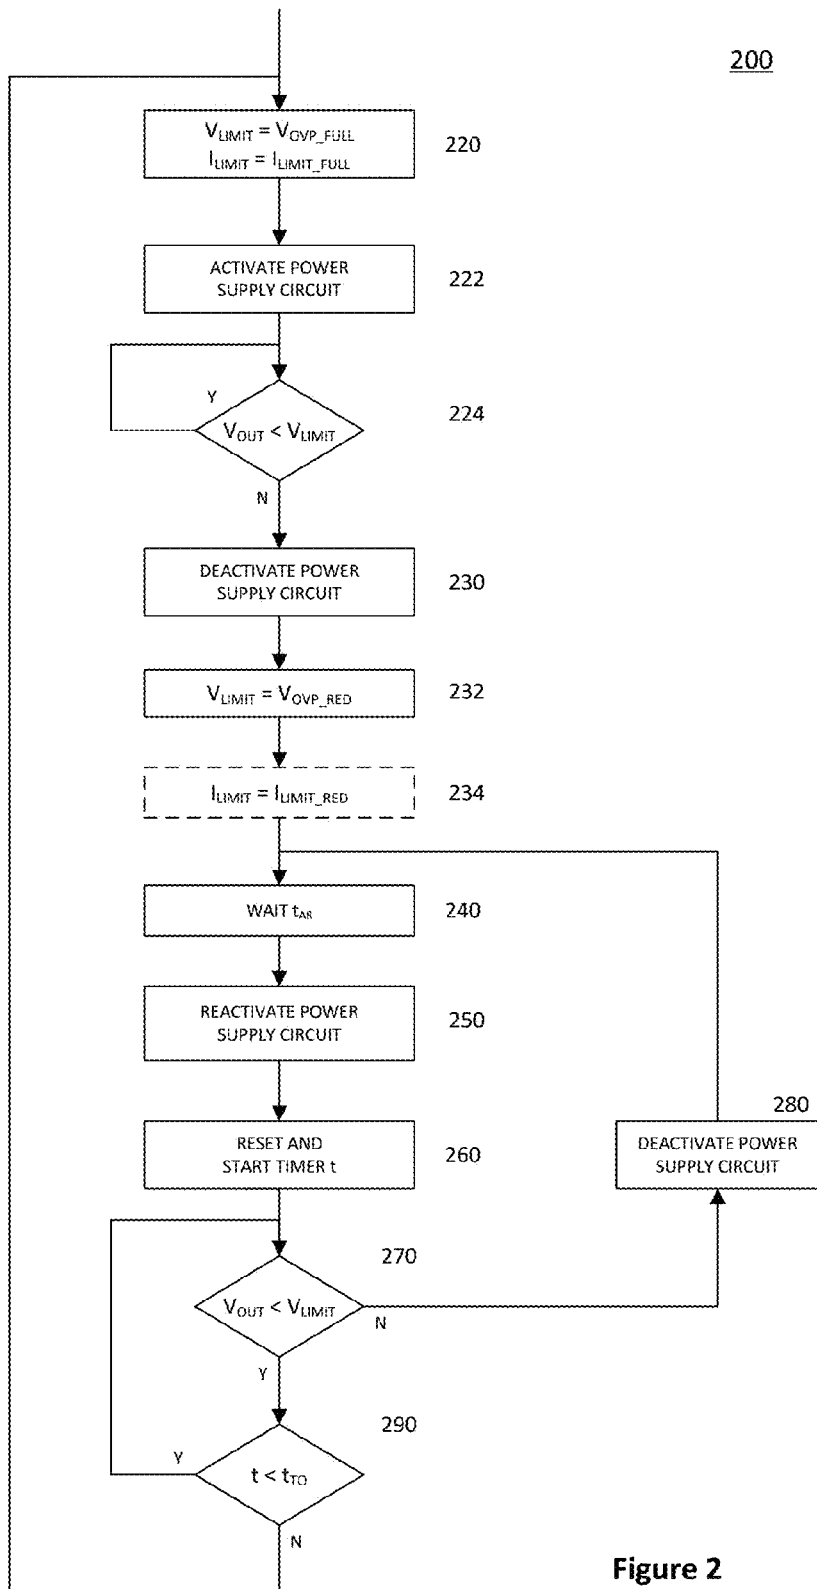 200
V_LIMIT = V_OVP_FULL
I_LIMIT = I_LIMIT_FULL
220
ACTIVATE POWER
SUPPLY CIRCUIT
222
Y
V_OUT < V_LIMIT
224
N
DEACTIVATE POWER
SUPPLY CIRCUIT
230
V_LIMIT = V_OVP_RED
232
I_LIMIT = I_LIMIT_RED
234
WAIT t_AR
240
REACTIVATE POWER
SUPPLY CIRCUIT
250
RESET AND
START TIMER t
260
280
DEACTIVATE POWER
SUPPLY CIRCUIT
270
V_OUT < V_LIMIT
N
Y
290
Y
t < t_TO
N
Figure 2